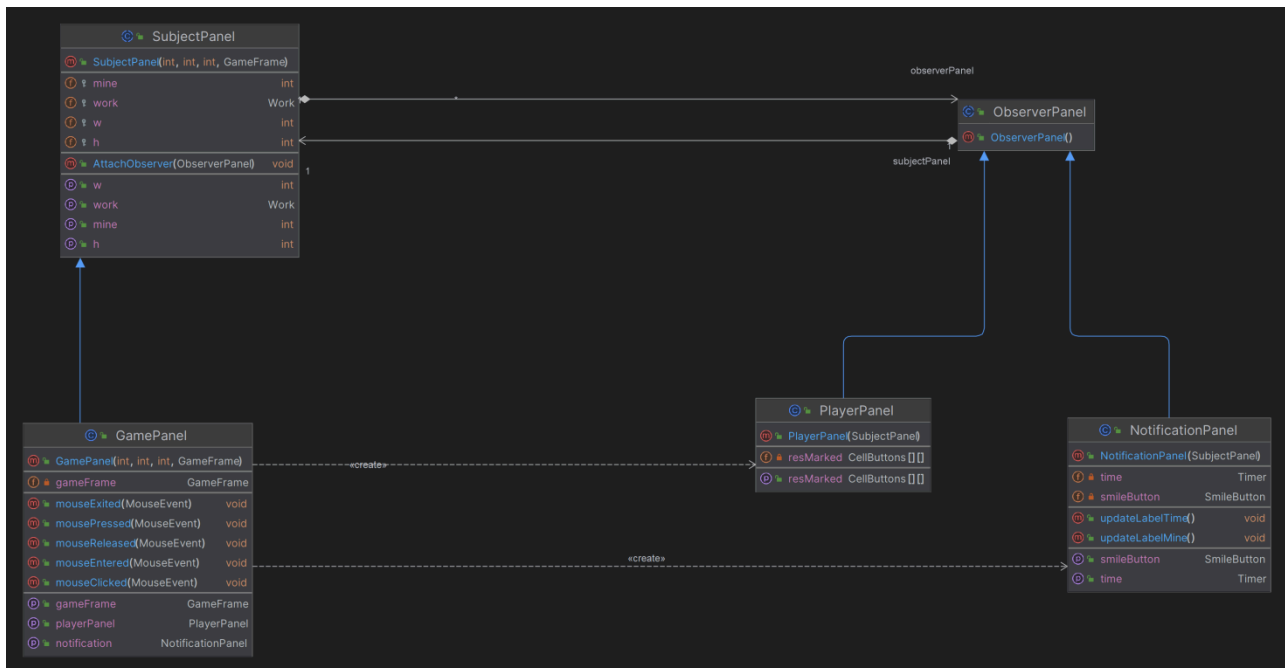 SubjectPanel
SubjectPanel(int, int, int, GameFrame)
mine int
work Work
w int
h int
AttachObserver(ObserverPanel) void
w int
work Work
mine int
h int
1
*
observerPanel
1
subjectPanel
1
ObserverPanel
ObserverPanel()
GamePanel
GamePanel(int, int, int, GameFrame)
gameFrame GameFrame
mouseExited(MouseEvent) void
mousePressed(MouseEvent) void
mouseReleased(MouseEvent) void
mouseEntered(MouseEvent) void
mouseClicked(MouseEvent) void
gameFrame GameFrame
playerPanel PlayerPanel
notification NotificationPanel
«create»
«create»
PlayerPanel
PlayerPanel(SubjectPanel)
resMarked CellButtons[][]
resMarked CellButtons[][]
NotificationPanel
NotificationPanel(SubjectPanel)
time Timer
smileButton SmileButton
updateLabelTime() void
updateLabelMine() void
smileButton SmileButton
time Timer